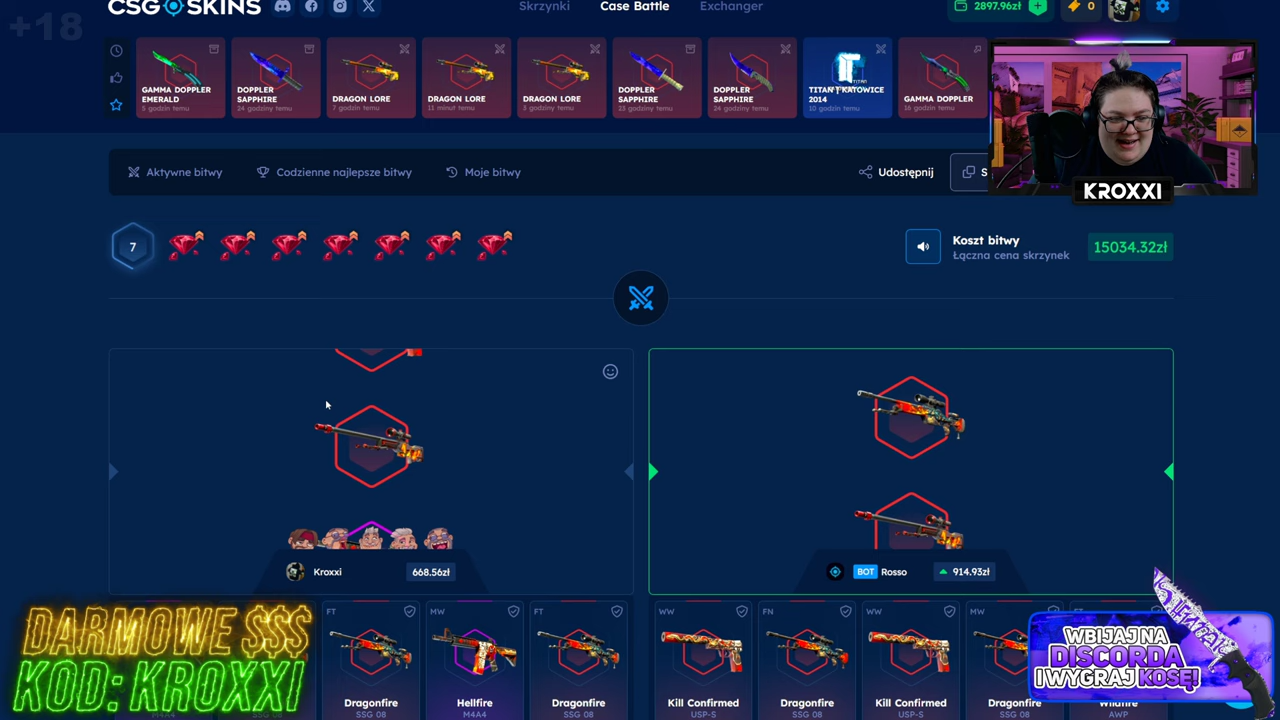 +18
CSG SKINS
Skrzynki
Case Battle
Exchanger
2897.96zł
0
GAMMA DOPPLER
EMERALD
5 godzin temu
DOPPLER
SAPPHIRE
24 godziny temu
DRAGON LORE
7 godzin temu
DRAGON LORE
11 minut temu
DRAGON LORE
3 godziny temu
DOPPLER
SAPPHIRE
23 godziny temu
DOPPLER
SAPPHIRE
24 godziny temu
TITAN KATOWICE
2014
10 godzin temu
GAMMA DOPPLER
16 godzin temu
KROXXI
Aktywne bitwy
Codzienne najlepsze bitwy
Moje bitwy
Udostępnij
S
7
Koszt bitwy
Łączna cena skrzynek
15034.32zł
Kroxxi
668.56zł
BOT Rosso
914.93zł
FT
MW
FT
WW
FN
WW
MW
Dragonfire
SSG 08
Hellfire
M4A4
Dragonfire
SSG 08
Kill Confirmed
USP-S
Dragonfire
SSG 08
Kill Confirmed
USP-S
Dragonfire
SSG 08
Wildfire
AWP
DARMOWE $$$
KOD: KROXXI
WBIJAJ NA
DISCORDA
I WYGRAJ KOSĘ!